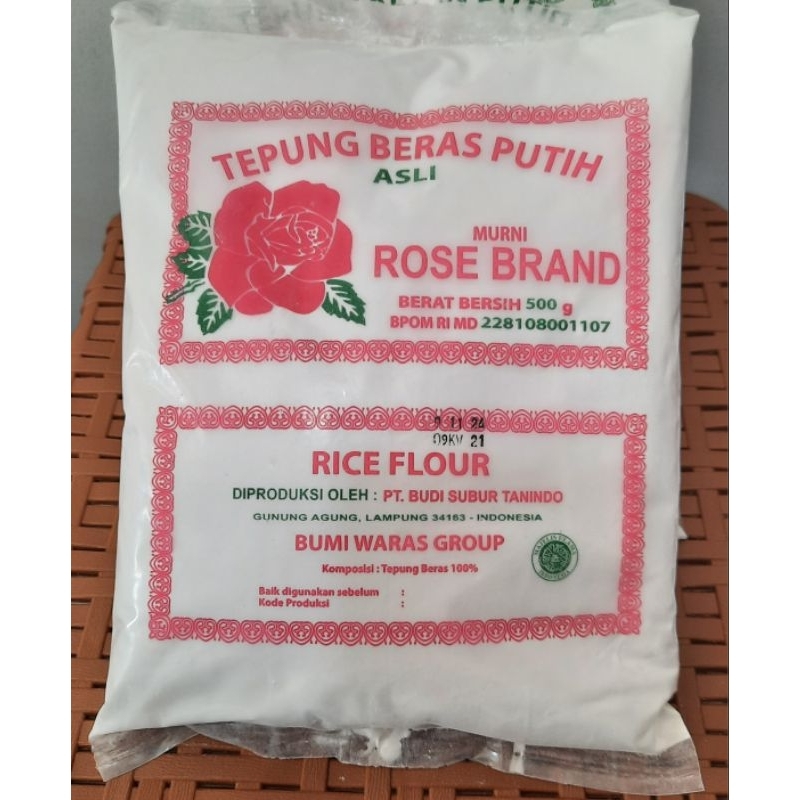 TEPUNG BERAS PUTIH
ASLI
MURNI
ROSE BRAND
BERAT BERSIH 500 g
BPOM RI MD 228108001107
11 24
09KV 21
RICE FLOUR
DIPRODUKSI OLEH : PT. BUDI SUBUR TANINDO
GUNUNG AGUNG, LAMPUNG 34163 - INDONESIA
BUMI WARAS GROUP
Komposisi : Tepung Beras 100%
Baik digunakan sebelum :
Kode Produksi :